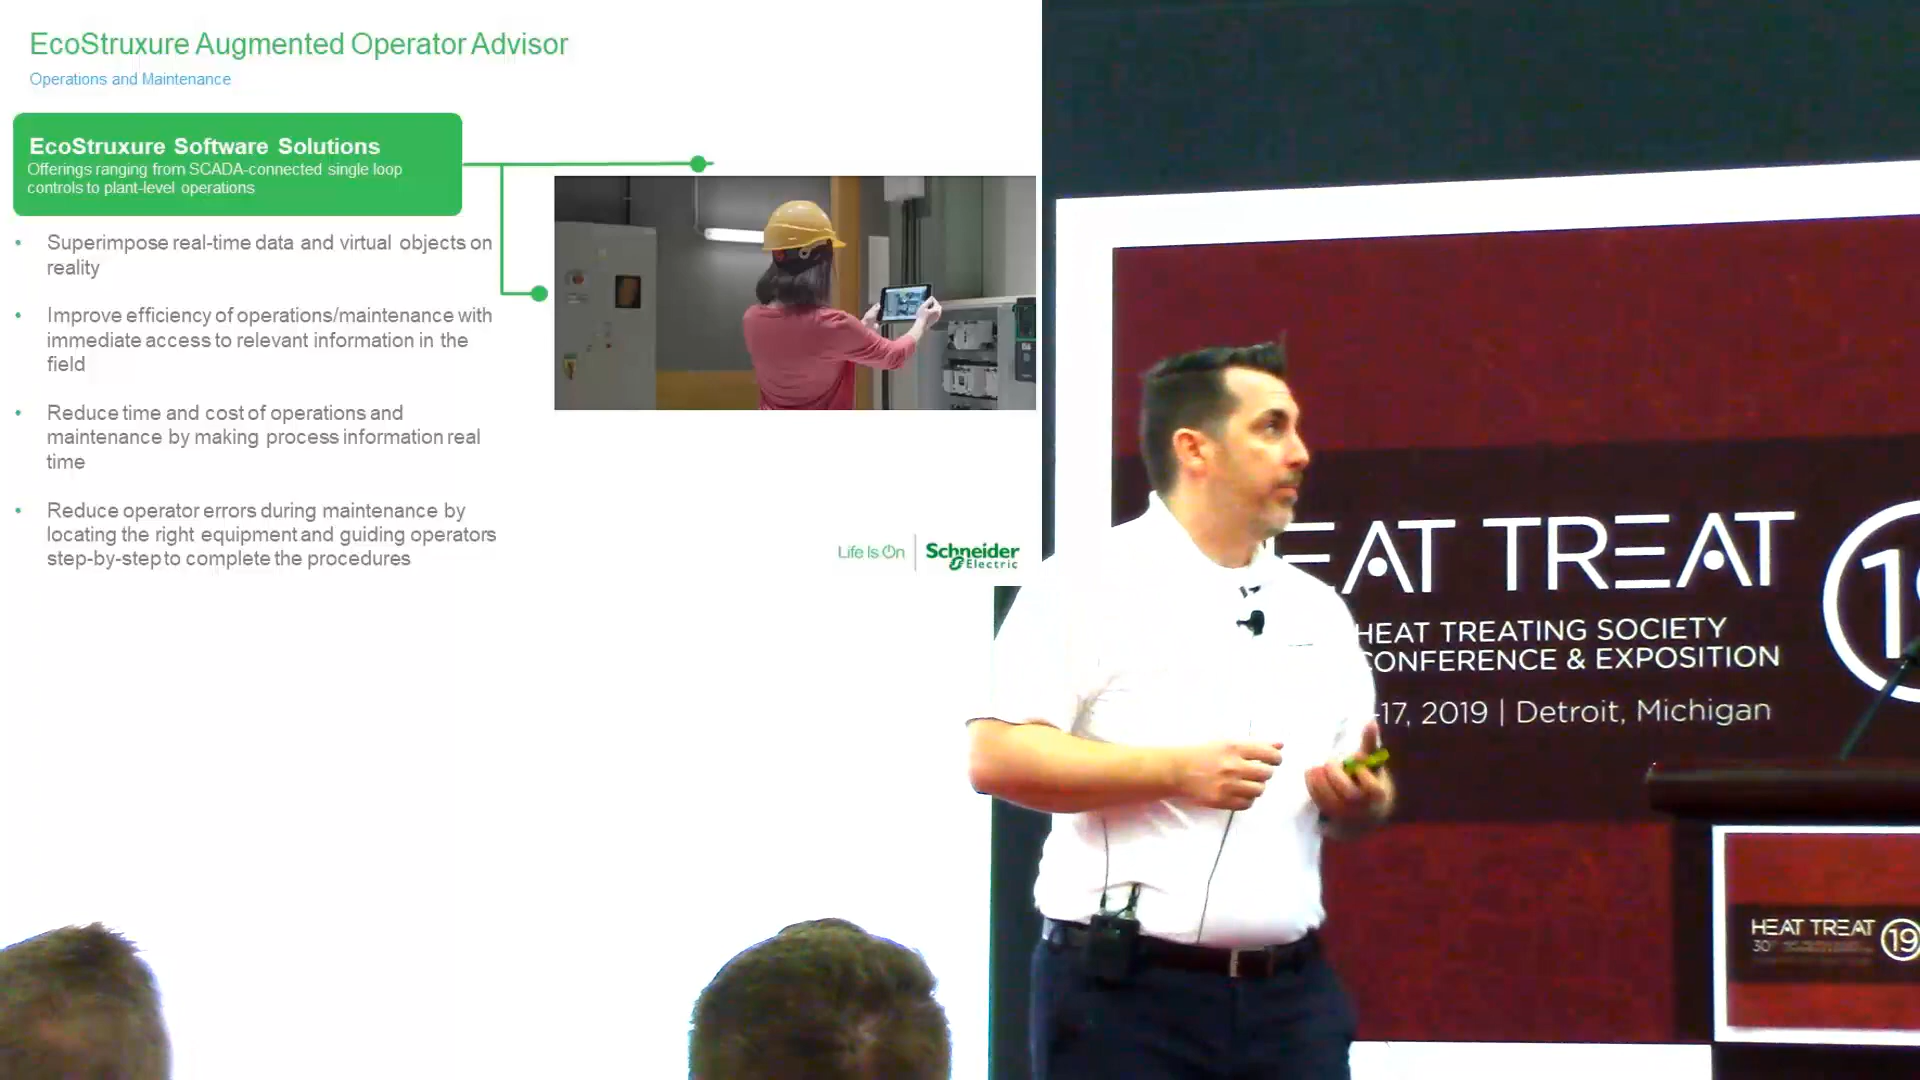 EcoStruxure Augmented Operator Advisor
Operations and Maintenance
EcoStruxure Software Solutions
Offerings ranging from SCADA-connected single loop
controls to plant-level operations
• Superimpose real-time data and virtual objects on
reality
• Improve efficiency of operations/maintenance with
immediate access to relevant information in the
field
• Reduce time and cost of operations and
maintenance by making process information real
time
• Reduce operator errors during maintenance by
locating the right equipment and guiding operators
step-by-step to complete the procedures
Life Is On | Schneider
Electric
EAT TREAT 19
HEAT TREATING SOCIETY
CONFERENCE & EXPOSITION
-17, 2019 | Detroit, Michigan
HEAT TREAT 19